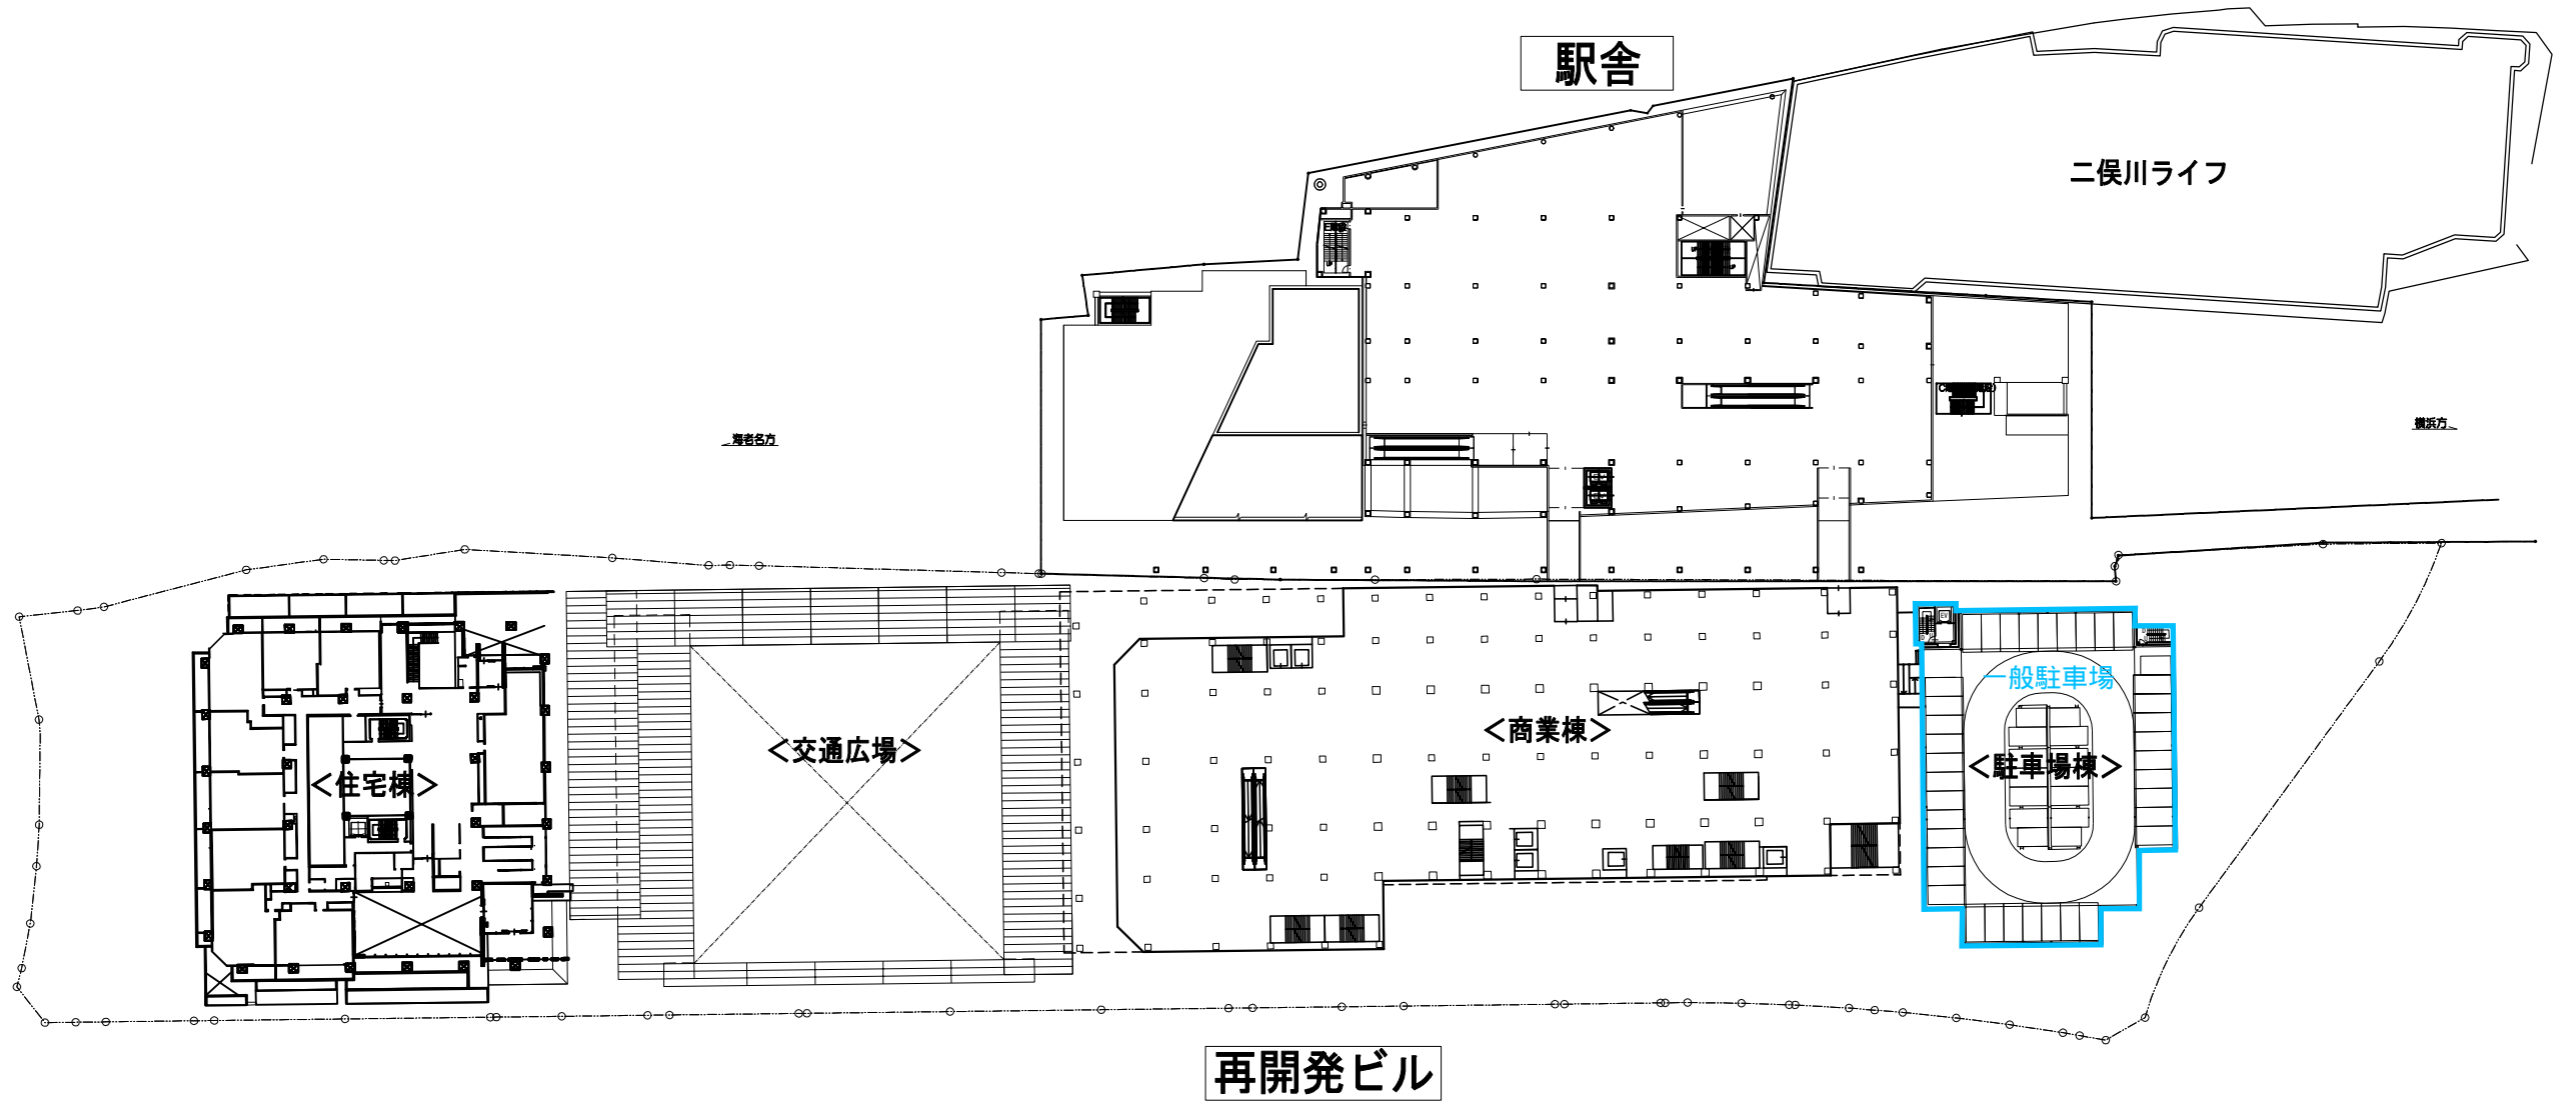 駅舎
二俣川ライフ
海老名方
横浜方
一般駐車場
＜商業棟＞
＜交通広場＞
＜駐車場棟＞
＜住宅棟＞
再開発ビル